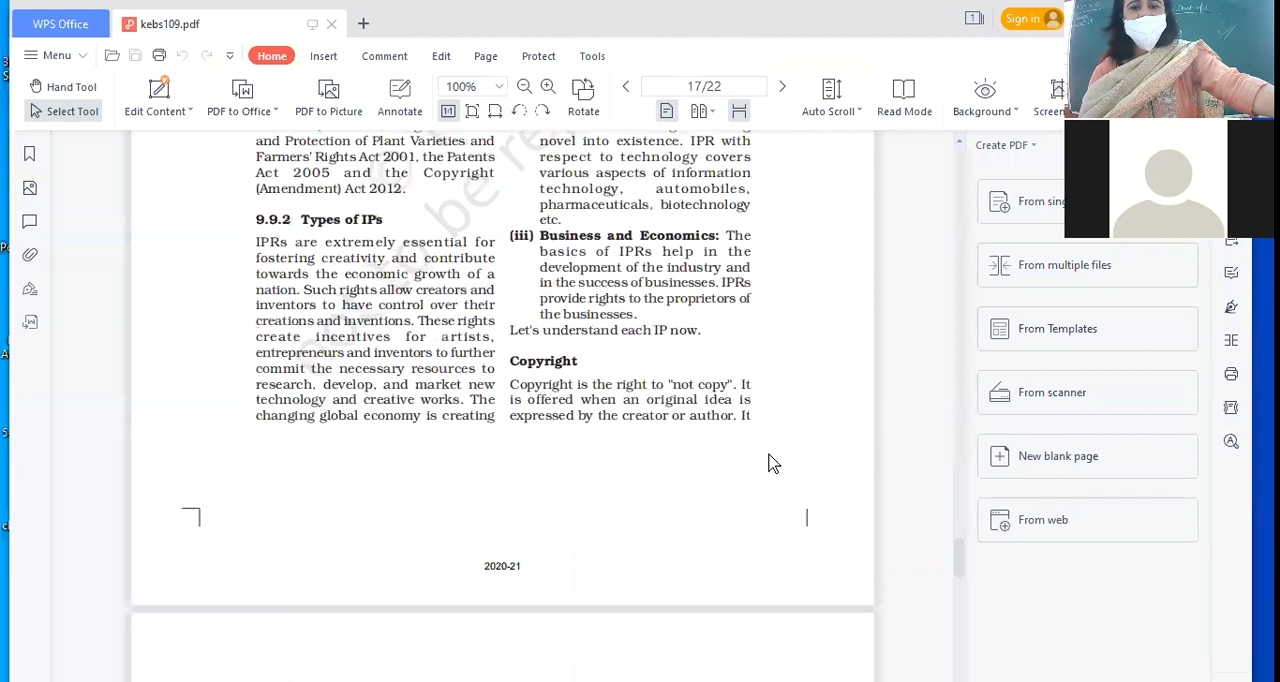 WPS Office
kebs109.pdf
Sign in
Menu
Home
Insert
Comment
Edit
Page
Protect
Tools
Hand Tool
Select Tool
Edit Content
PDF to Office
PDF to Picture
Annotate
100%
17/22
Rotate
Auto Scroll
Read Mode
Background
Screen
and Protection of Plant Varieties and
Farmers' Rights Act 2001, the Patents
Act 2005 and the Copyright
(Amendment) Act 2012.
9.9.2 Types of IPs
IPRs are extremely essential for
fostering creativity and contribute
towards the economic growth of a
nation. Such rights allow creators and
inventors to have control over their
creations and inventions. These rights
create incentives for artists,
entrepreneurs and inventors to further
commit the necessary resources to
research, develop, and market new
technology and creative works. The
changing global economy is creating
novel into existence. IPR with
respect to technology covers
various aspects of information
technology, automobiles,
pharmaceuticals, biotechnology
etc.
(iii) Business and Economics: The
basics of IPRs help in the
development of the industry and
in the success of businesses. IPRs
provide rights to the proprietors of
the businesses.
Let's understand each IP now.
Copyright
Copyright is the right to "not copy". It
is offered when an original idea is
expressed by the creator or author. It
2020-21
Create PDF
From sing
From multiple files
From Templates
From scanner
New blank page
From web